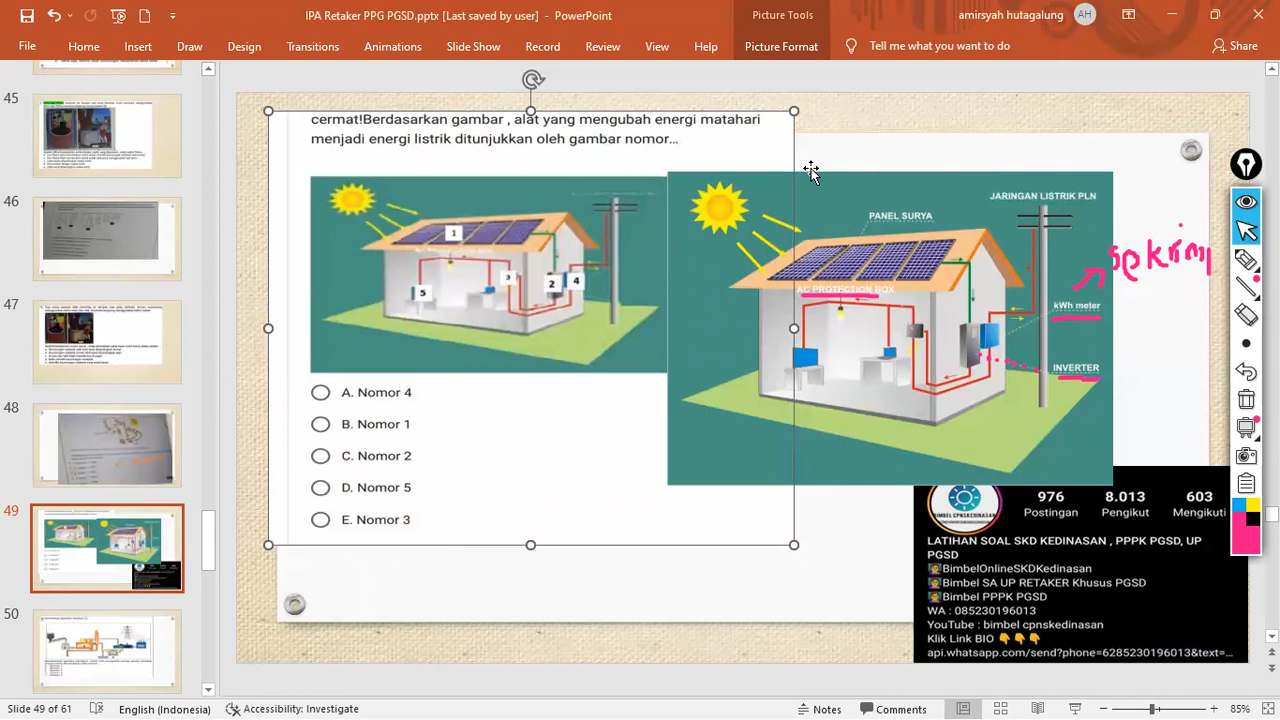 IPA Retaker PPG PGSD.pptx [Last saved by user] - PowerPoint
Picture Tools
amirsyah hutagalung
AH
File
Home
Insert
Draw
Design
Transitions
Animations
Slide Show
Record
Review
View
Help
Picture Format
Tell me what you want to do
Share
45
46
47
48
49
50
cermat!Berdasarkan gambar , alat yang mengubah energi matahari
menjadi energi listrik ditunjukkan oleh gambar nomor...
1
2
3
4
5
JARINGAN LISTRIK PLN
PANEL SURYA
AC PROTECTION BOX
kWh meter
INVERTER
A. Nomor 4
B. Nomor 1
C. Nomor 2
D. Nomor 5
E. Nomor 3
976
8.013
603
Postingan
Pengikut
Mengikuti
BIMBEL CPNSKEDINASAN
LATIHAN SOAL SKD KEDINASAN , PPPK PGSD, UP
PGSD
BimbelOnlineSKDKedinasan
Bimbel SA UP RETAKER Khusus PGSD
Bimbel PPPK PGSD
WA : 085230196013
YouTube : bimbel cpnskedinasan
Klik Link BIO 👇👇👇
api.whatsapp.com/send?phone=6285230196013&text=...
Slide 49 of 61
English (Indonesia)
Accessibility: Investigate
Notes
Comments
85%